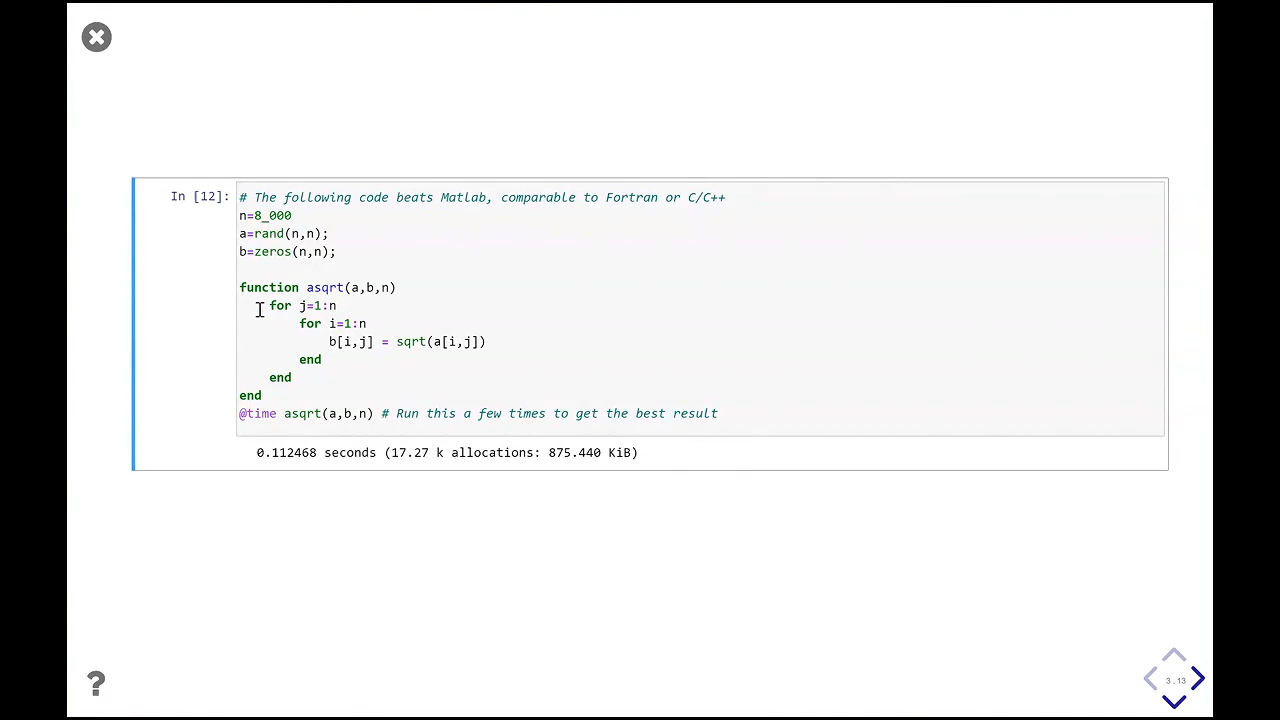 In [12]:
# The following code beats Matlab, comparable to Fortran or C/C++
n=8_000
a=rand(n,n);
b=zeros(n,n);
function asqrt(a,b,n)
    for j=1:n
        for i=1:n
            b[i,j] = sqrt(a[i,j])
        end
    end
end
@time asqrt(a,b,n) # Run this a few times to get the best result
0.112468 seconds (17.27 k allocations: 875.440 KiB)
?
3.13